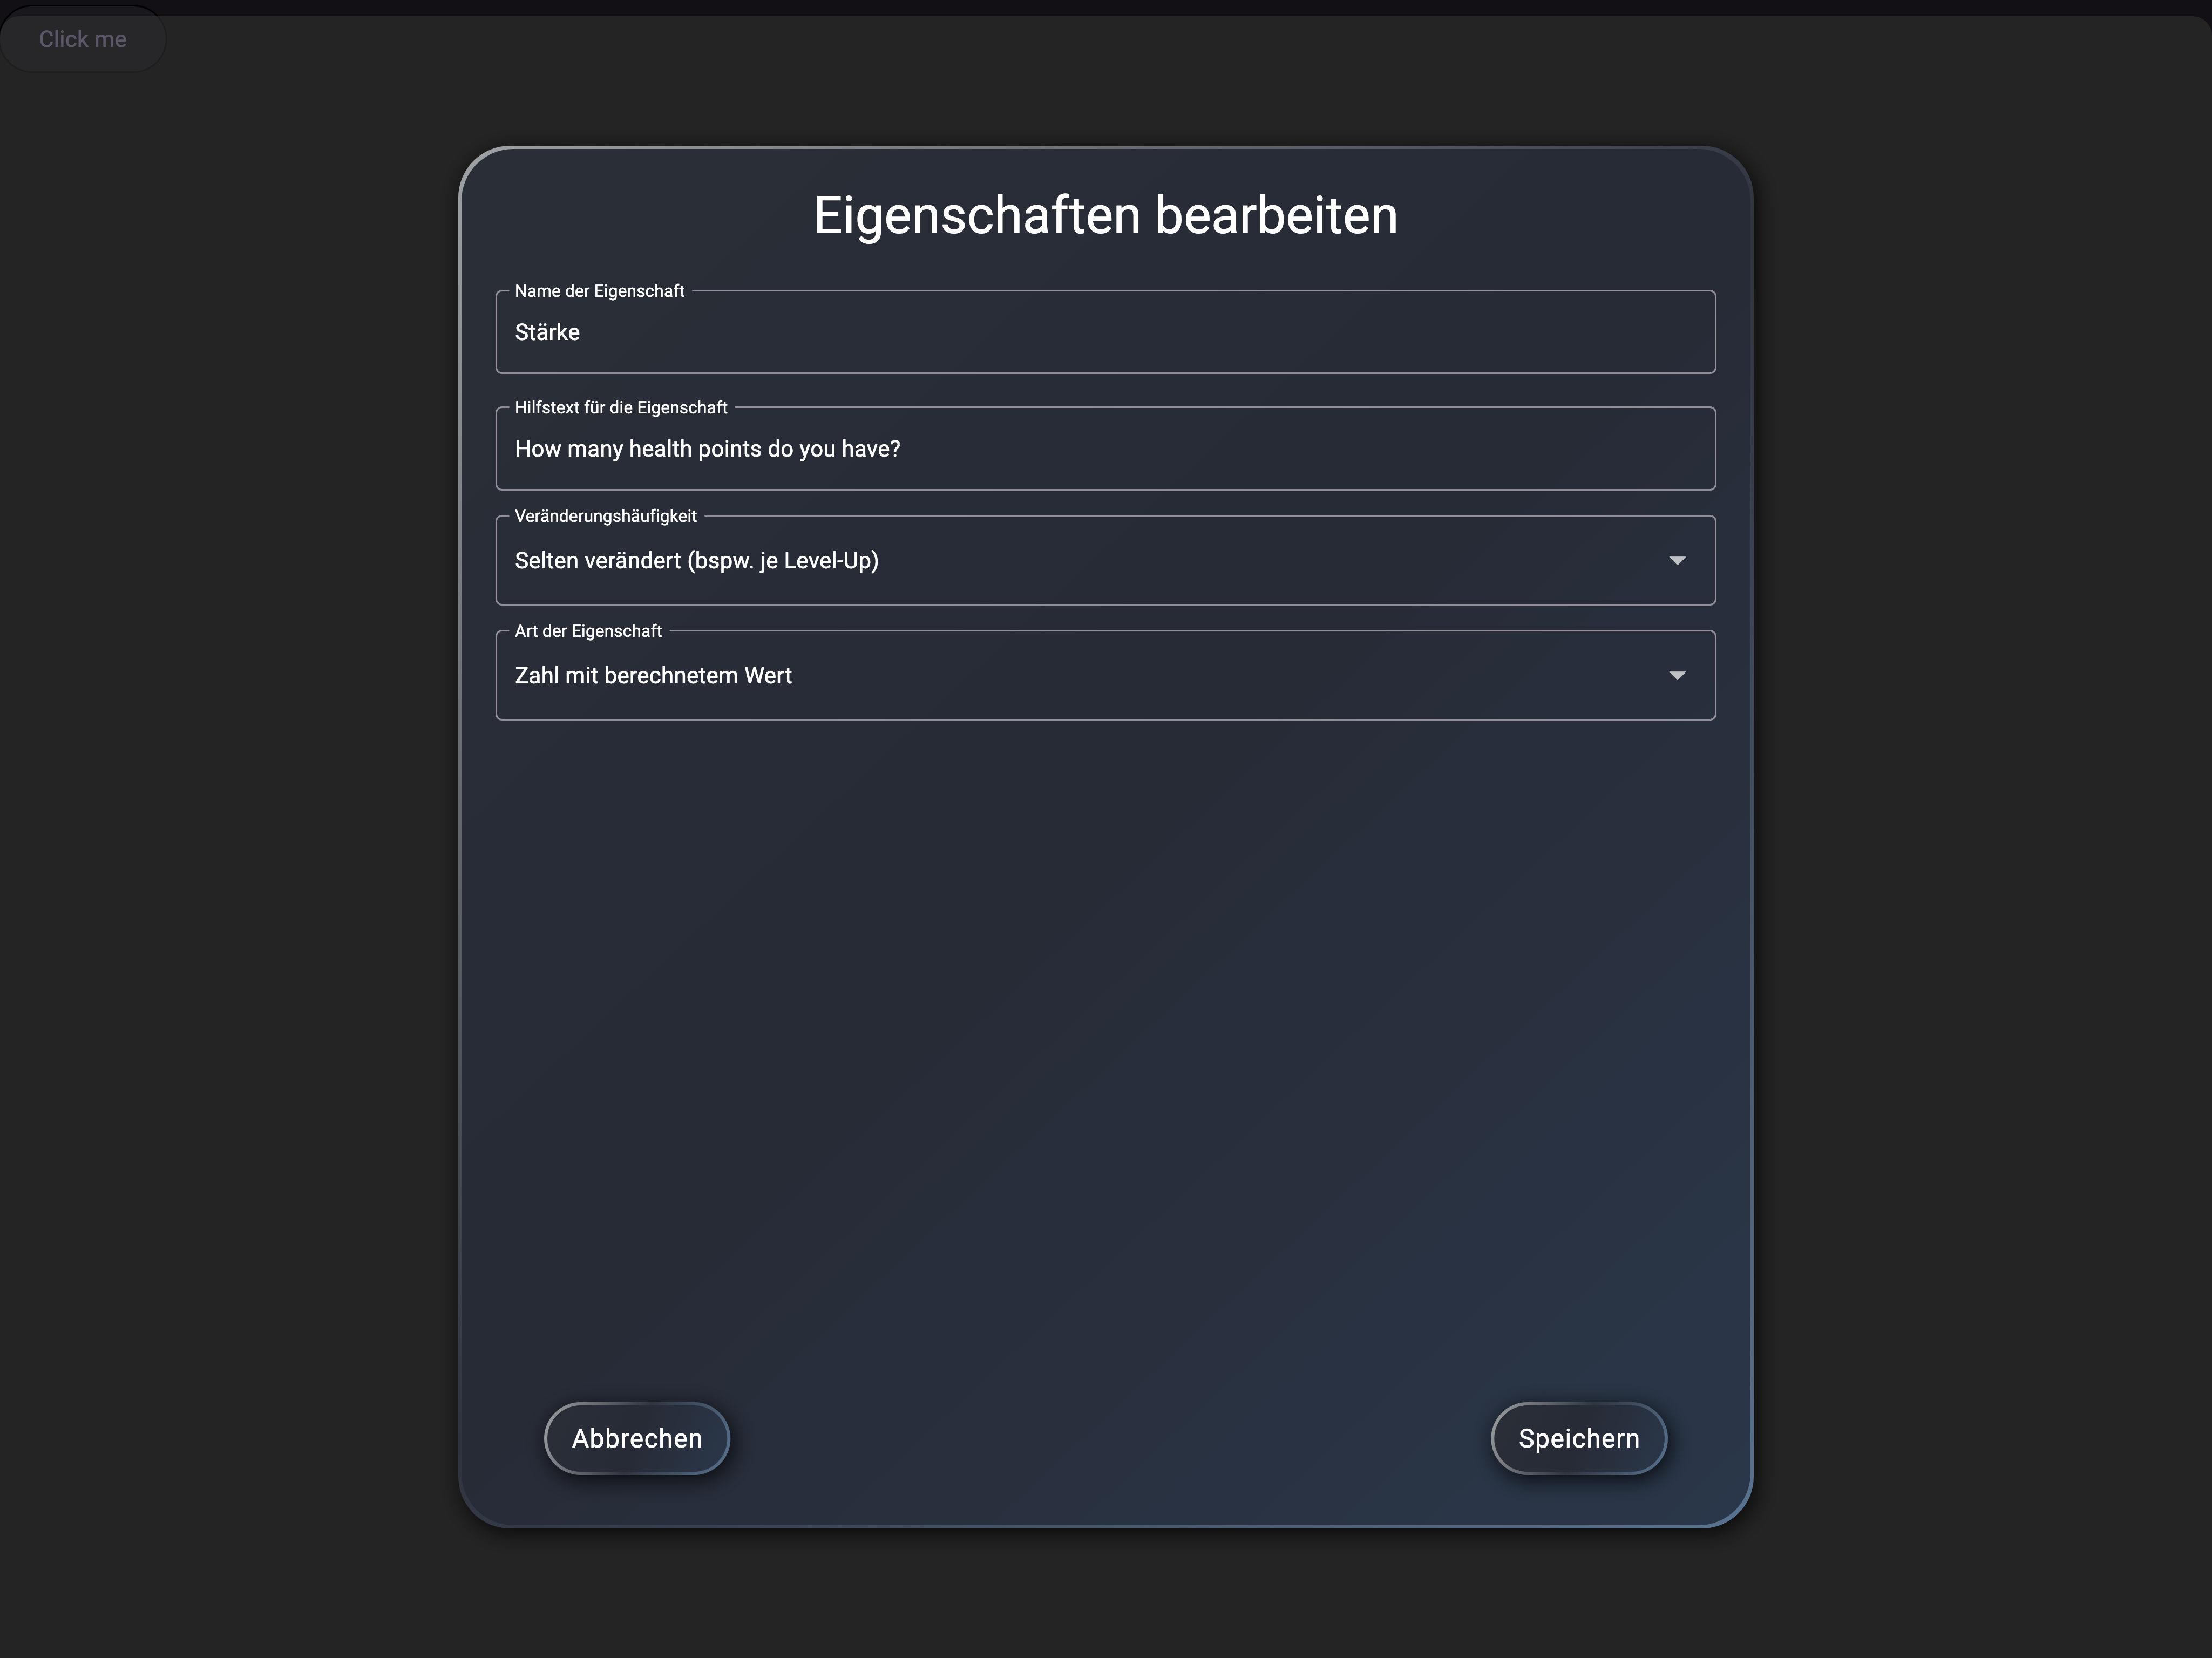 Click me
Eigenschaften bearbeiten
Name der Eigenschaft
Stärke
Hilfstext für die Eigenschaft
How many health points do you have?
Veränderungshäufigkeit
Selten verändert (bspw. je Level-Up)
Art der Eigenschaft
Zahl mit berechnetem Wert
Abbrechen
Speichern